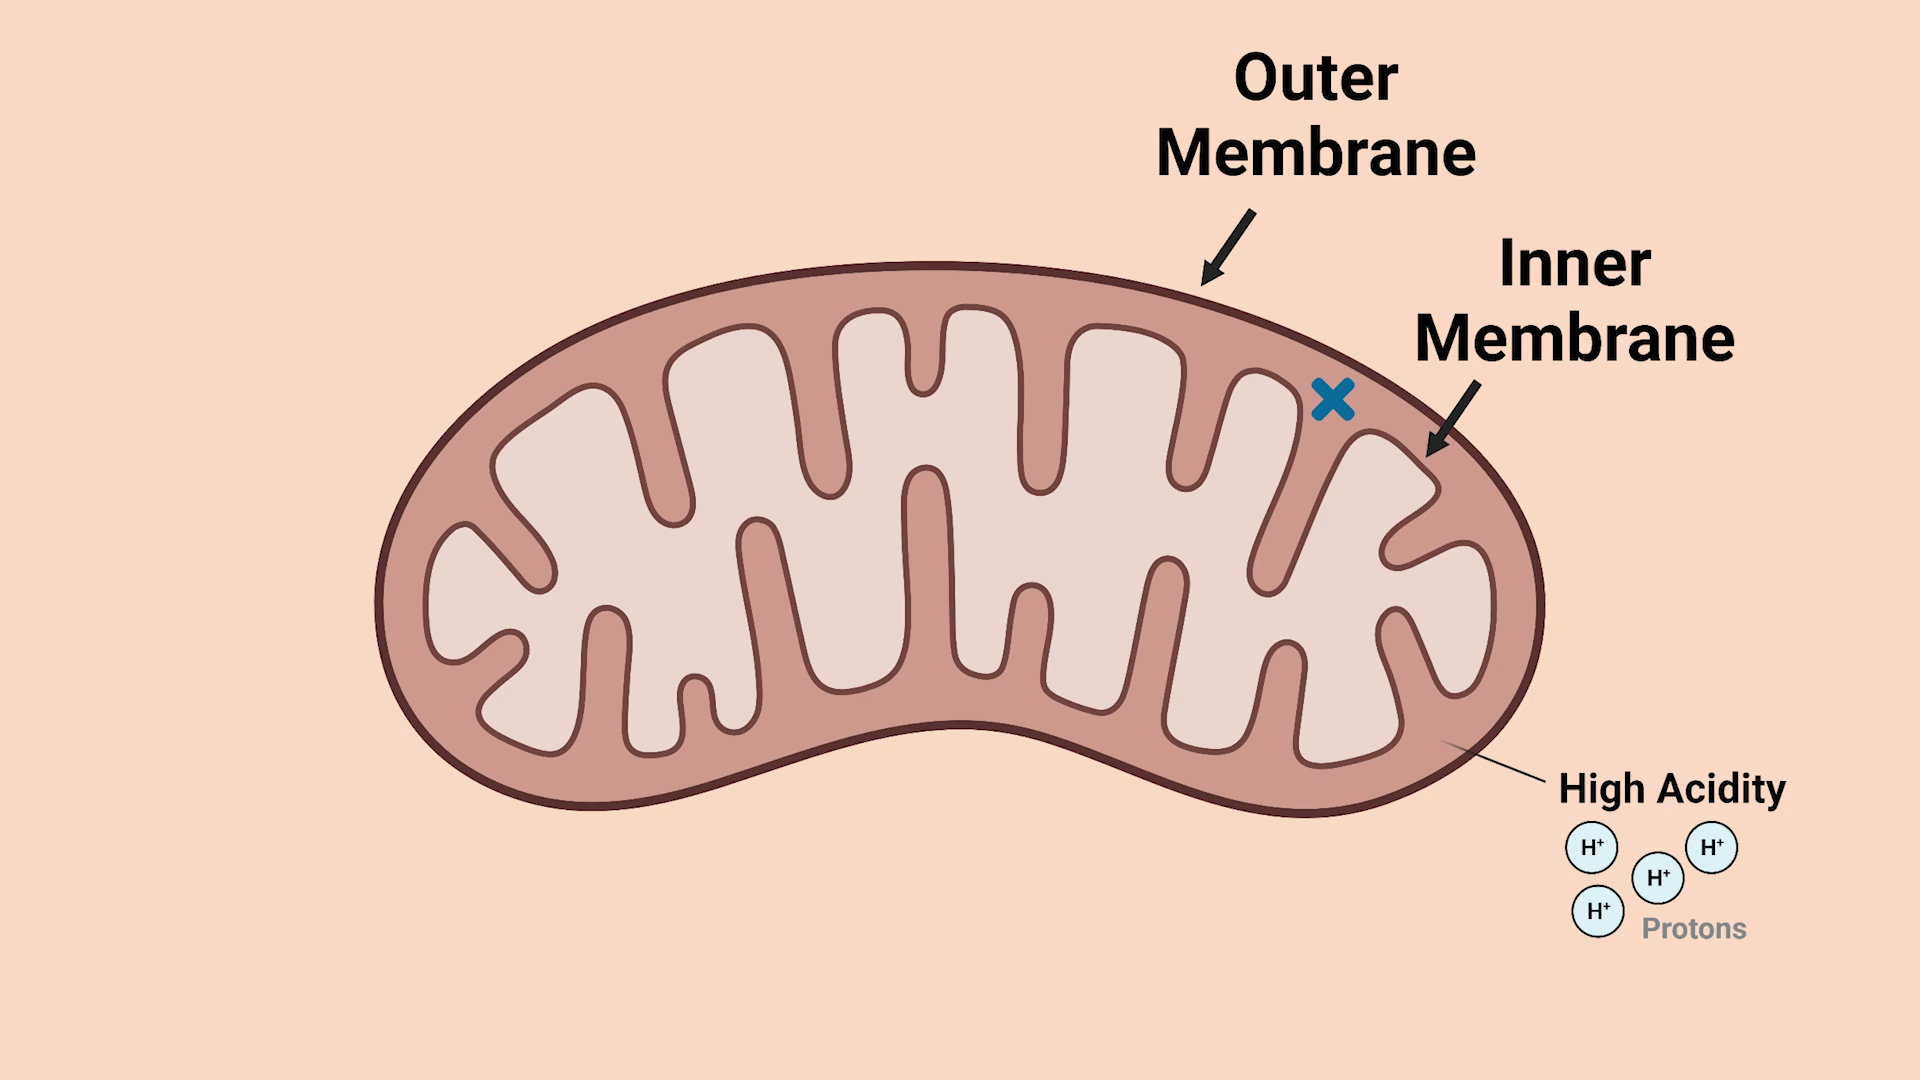 Outer
Membrane
Inner
Membrane
High Acidity
H⁺
H⁺
H⁺
H⁺
Protons